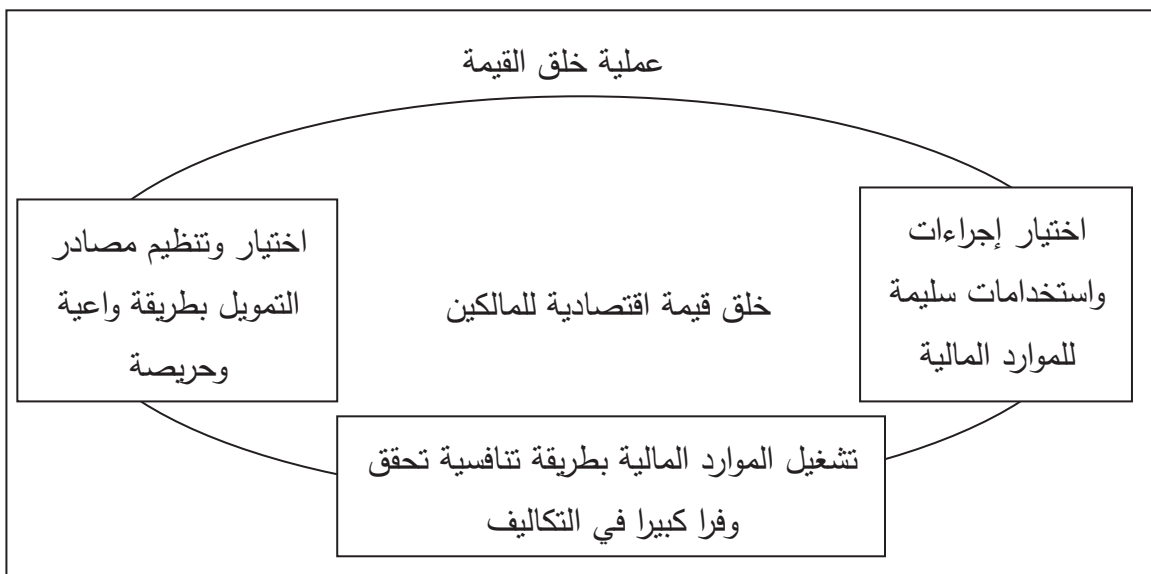 عملية خلق القيمة
اختيار إجراءات
واستخدامات سليمة
للموارد المالية
خلق قيمة اقتصادية للمالكين
اختيار وتنظيم مصادر
التمويل بطريقة واعية
وحريصة
تشغيل الموارد المالية بطريقة تنافسية تحقق
وفرا كبيرا في التكاليف